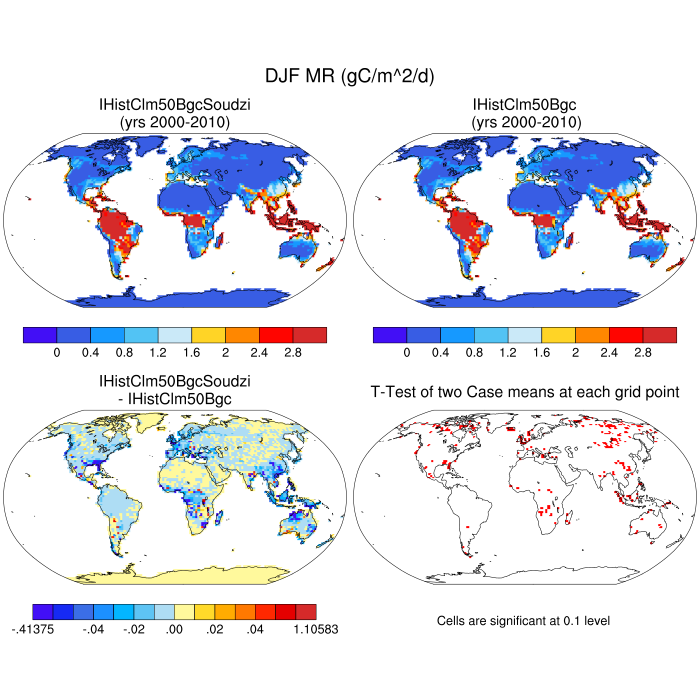 DJF MR (gC/m^2/d)
IHistClm50BgcSoudzi
(yrs 2000-2010)
IHistClm50Bgc
(yrs 2000-2010)
0 0.4 0.8 1.2 1.6 2 2.4 2.8
0 0.4 0.8 1.2 1.6 2 2.4 2.8
IHistClm50BgcSoudzi
- IHistClm50Bgc
T-Test of two Case means at each grid point
-.41375 -.04 -.02 .00 .02 .04 1.10583
Cells are significant at 0.1 level